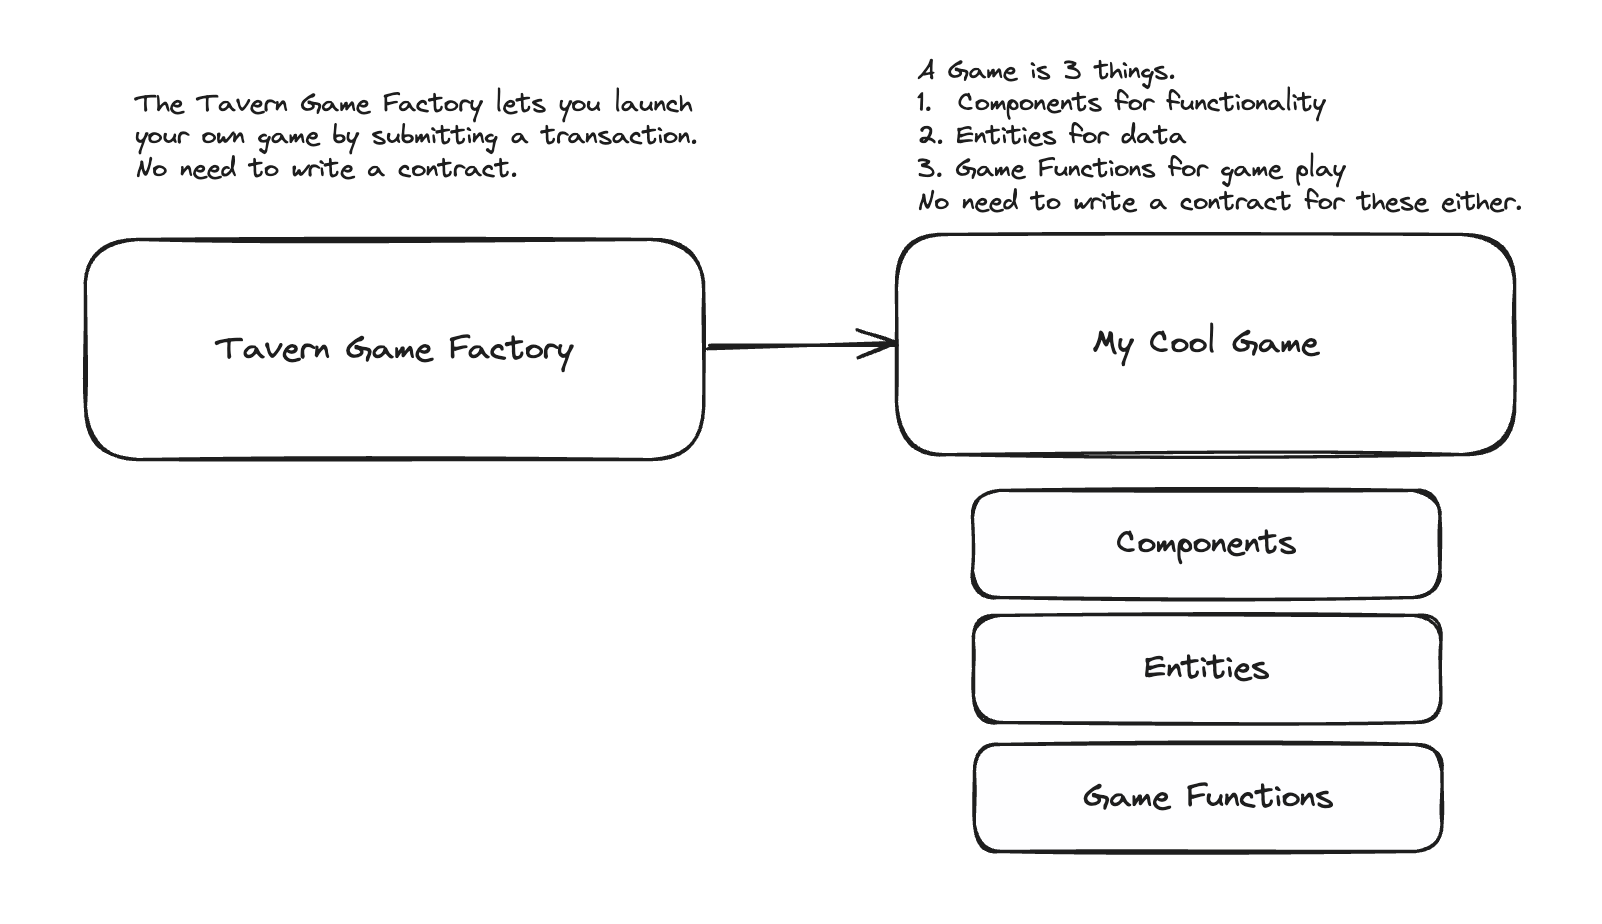 The Tavern Game Factory lets you launch
your own game by submitting a transaction.
No need to write a contract.
A Game is 3 things.
1. Components for functionality
2. Entities for data
3. Game Functions for game play
No need to write a contract for these either.
Tavern Game Factory
My Cool Game
Components
Entities
Game Functions